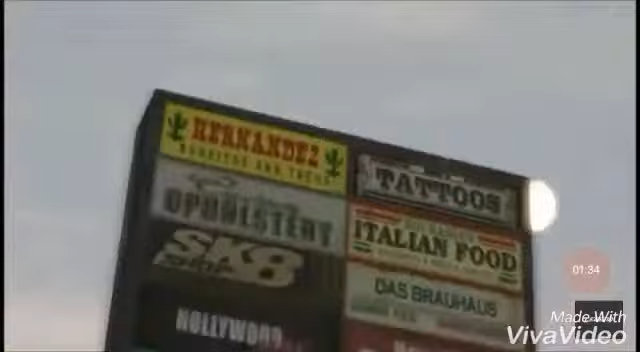 HERNANDEZ
BURRITOS AND TACOS
TATTOOS
UPHOLSTERY
ITALIAN FOOD
SK8
DAS BRAUHAUS
HOLLYWOOD
01:34
Made With
VivaVideo